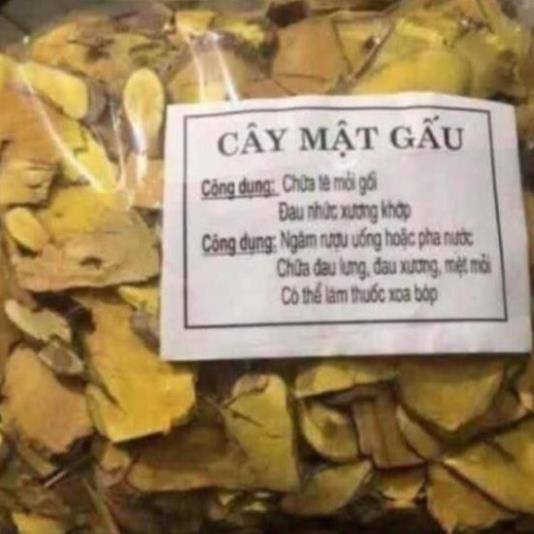 CÂY MẬT GẤU
Công dụng: Chữa tê mỏi gối
Đau nhức xương khớp
Công dụng: Ngâm rượu uống hoặc pha nước
Chữa đau lưng, đau xương, mệt mỏi
Có thể làm thuốc xoa bóp